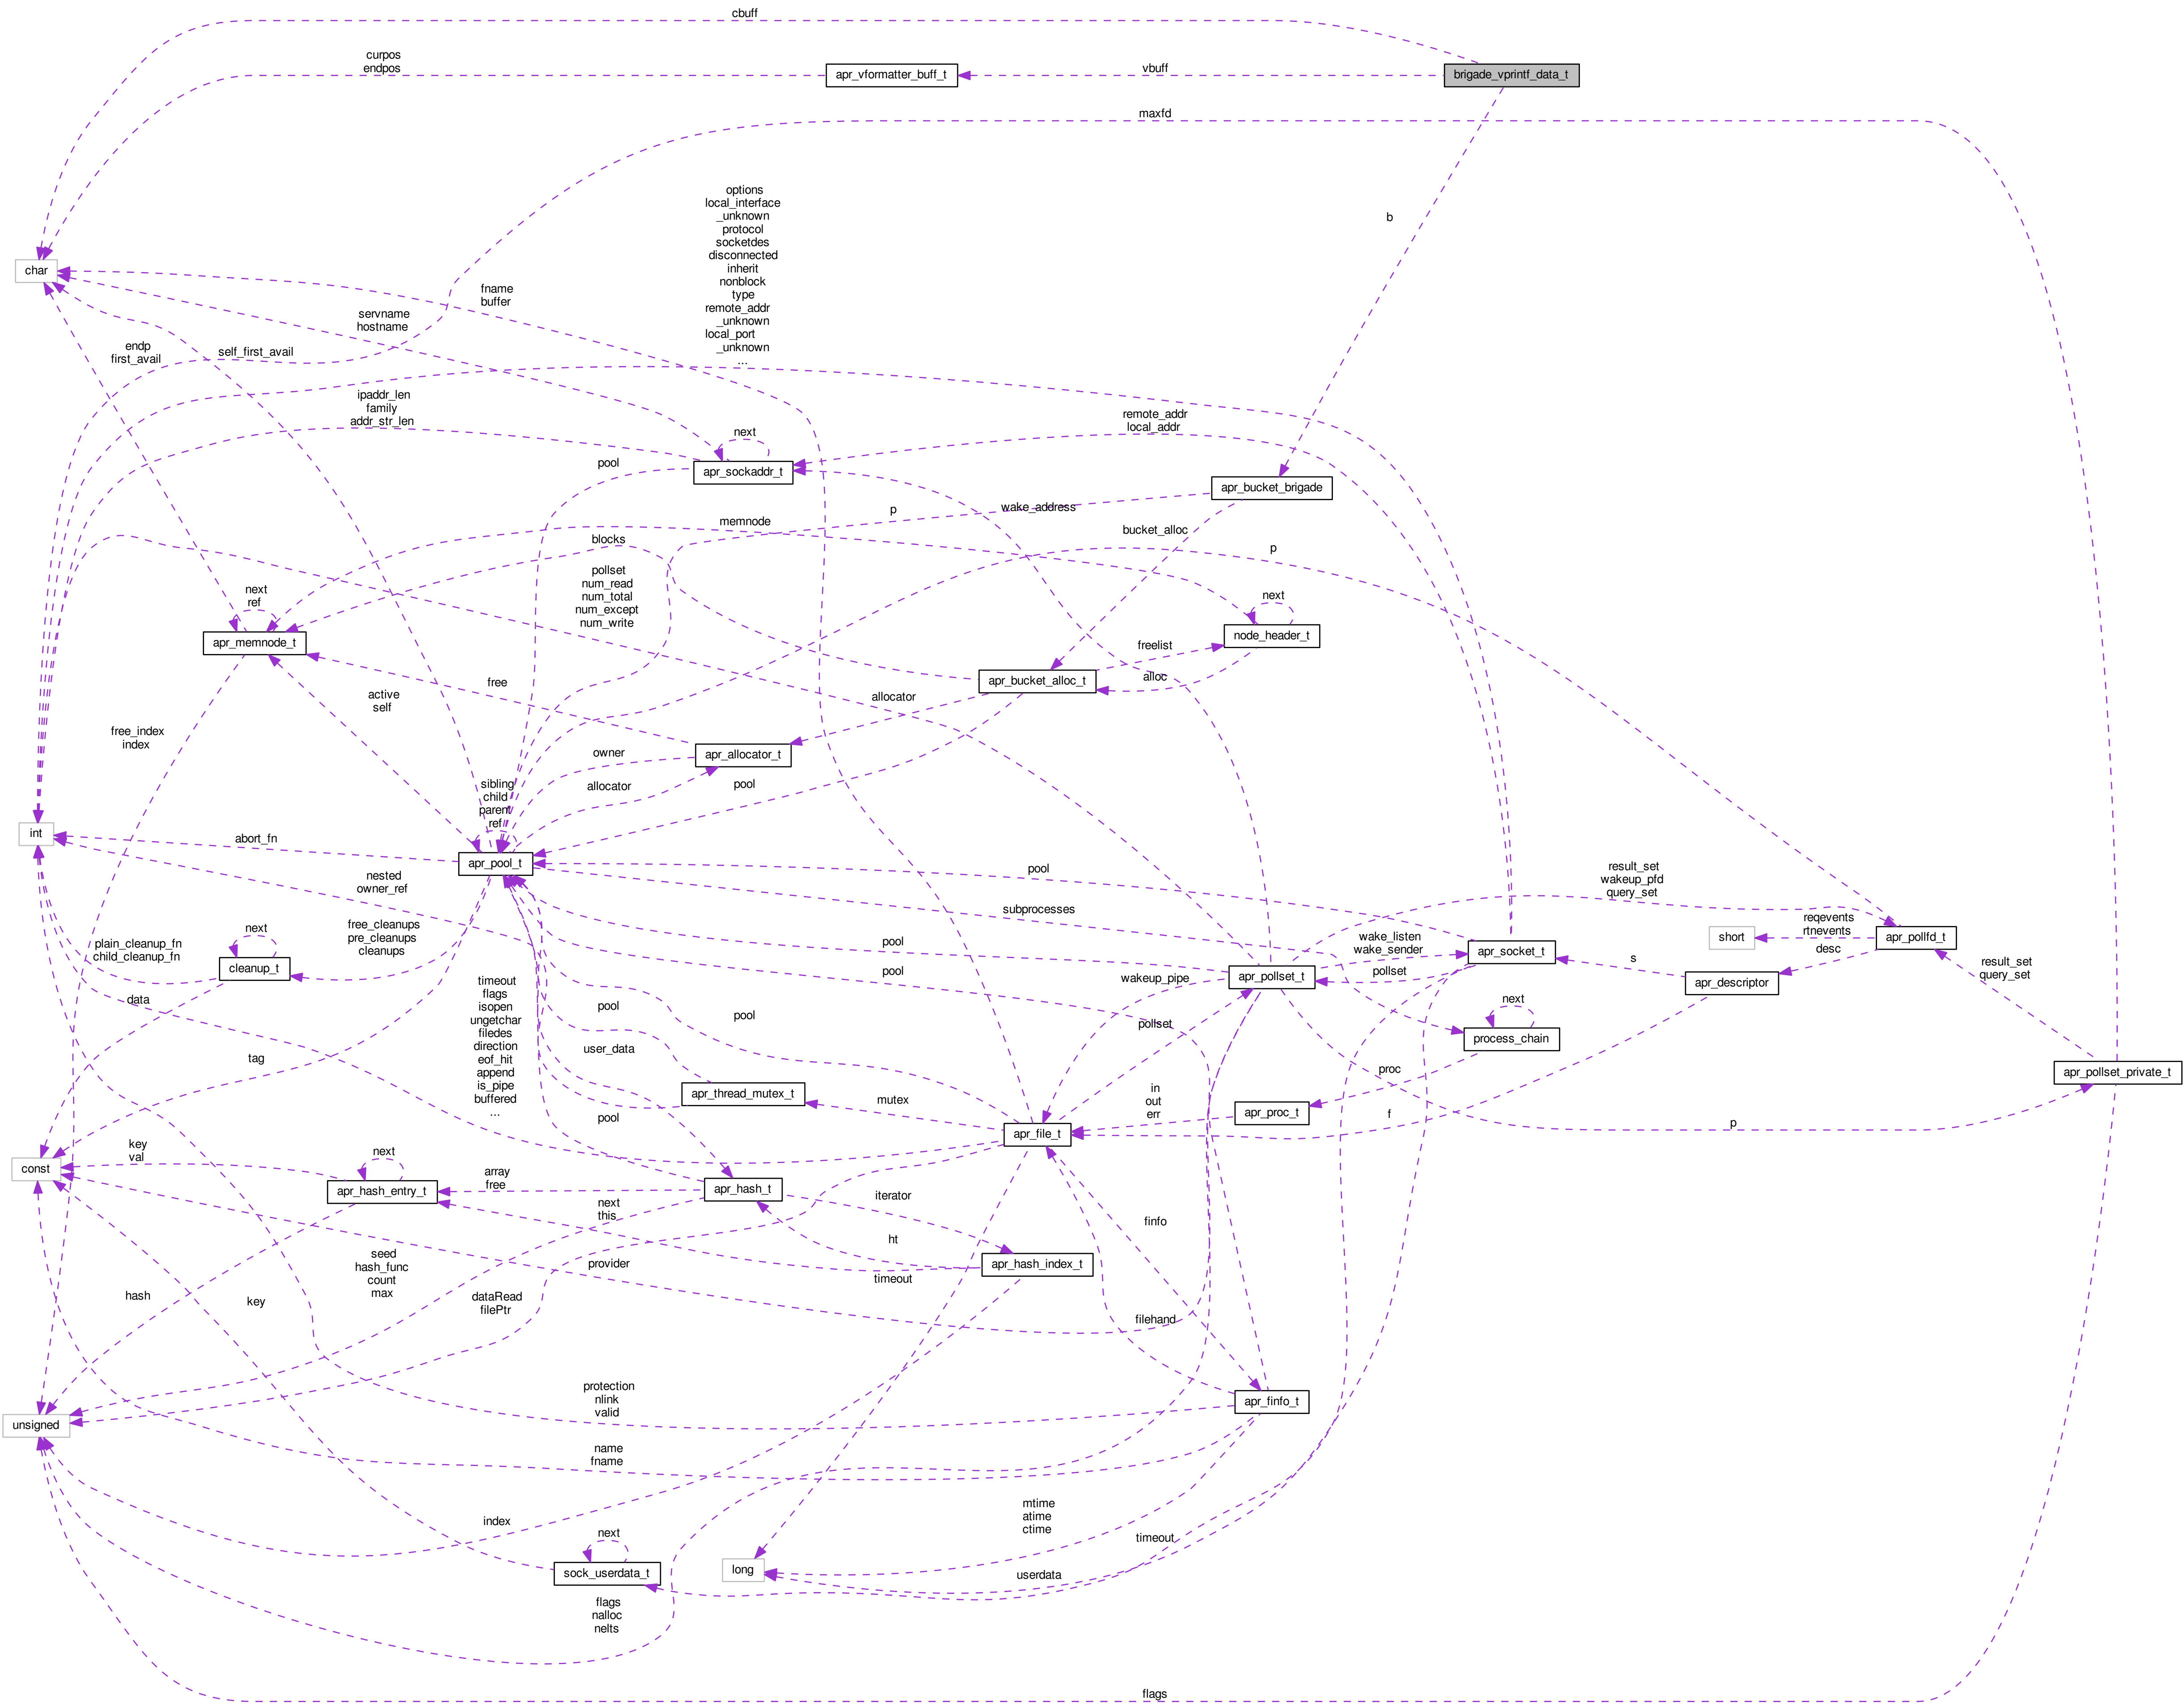 cbuff
curpos
endpos
apr_vformatter_buff_t
vbuff
brigade_vprintf_data_t
maxfd
options
local_interface
_unknown
protocol
socketdes
disconnected
inherit
nonblock
type
remote_addr
_unknown
local_port
_unknown
...
b
char
fname
buffer
servname
hostname
endp
first_avail
self_first_avail
ipaddr_len
family
addr_str_len
remote_addr
local_addr
next
pool
apr_sockaddr_t
apr_bucket_brigade
p
wake_address
memnode
bucket_alloc
blocks
p
pollset
num_read
num_total
num_except
num_write
next
ref
next
apr_memnode_t
node_header_t
freelist
free
apr_bucket_alloc_t
alloc
active
self
allocator
free_index
index
owner
apr_allocator_t
sibling
child
parent
ref
allocator
pool
int
abort_fn
apr_pool_t
nested
owner_ref
pool
result_set
wakeup_pfd
query_set
subprocesses
free_cleanups
pre_cleanups
cleanups
next
plain_cleanup_fn
child_cleanup_fn
reqevents
rtnevents
short
apr_pollfd_t
wake_listen
wake_sender
pool
apr_socket_t
desc
s
cleanup_t
pool
apr_pollset_t
pollset
wakeup_pipe
apr_descriptor
result_set
query_set
timeout
flags
isopen
ungetchar
filedes
direction
eof_hit
append
is_pipe
buffered
...
data
next
pool
pool
pollset
process_chain
user_data
tag
proc
apr_pollset_private_t
apr_thread_mutex_t
mutex
in
out
err
apr_proc_t
f
p
pool
apr_file_t
key
val
next
const
array
free
apr_hash_entry_t
apr_hash_t
iterator
next
this
finfo
ht
seed
hash_func
count
max
provider
apr_hash_index_t
timeout
hash
key
dataRead
filePtr
filehand
protection
nlink
valid
apr_finfo_t
unsigned
name
fname
index
mtime
atime
ctime
next
timeout
sock_userdata_t
long
userdata
flags
nalloc
nelts
flags